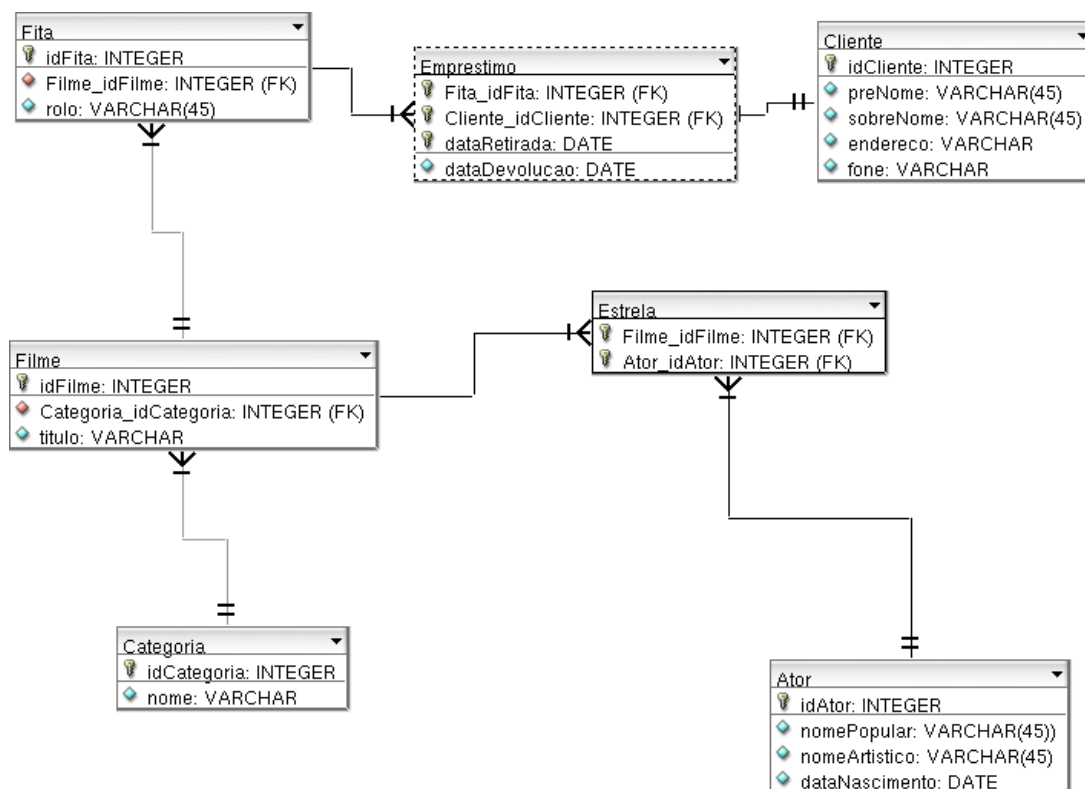 Fita
idFita: INTEGER
Filme_idFilme: INTEGER (FK)
rolo: VARCHAR(45)
Emprestimo
Fita_idFita: INTEGER (FK)
Cliente_idCliente: INTEGER (FK)
dataRetirada: DATE
dataDevolucao: DATE
Cliente
idCliente: INTEGER
preNome: VARCHAR(45)
sobreNome: VARCHAR(45)
endereco: VARCHAR
fone: VARCHAR
Estrela
Filme_idFilme: INTEGER (FK)
Ator_idAtor: INTEGER (FK)
Filme
idFilme: INTEGER
Categoria_idCategoria: INTEGER (FK)
titulo: VARCHAR
Categoria
idCategoria: INTEGER
nome: VARCHAR
Ator
idAtor: INTEGER
nomePopular: VARCHAR(45))
nomeArtistico: VARCHAR(45)
dataNascimento: DATE